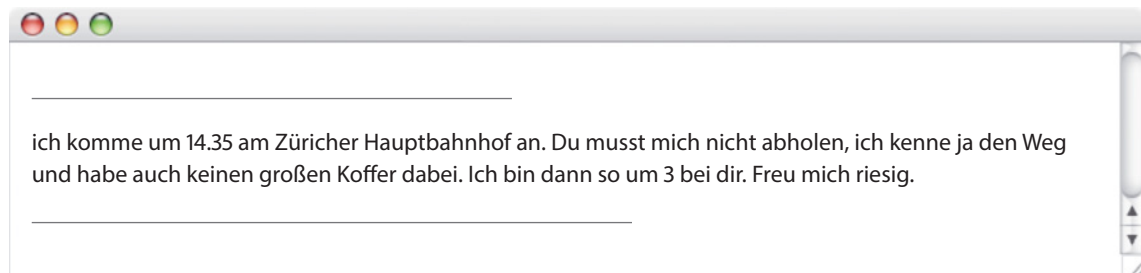 ich komme um 14.35 am Züricher Hauptbahnhof an. Du musst mich nicht abholen, ich kenne ja den Weg
und habe auch keinen großen Koffer dabei. Ich bin dann so um 3 bei dir. Freu mich riesig.